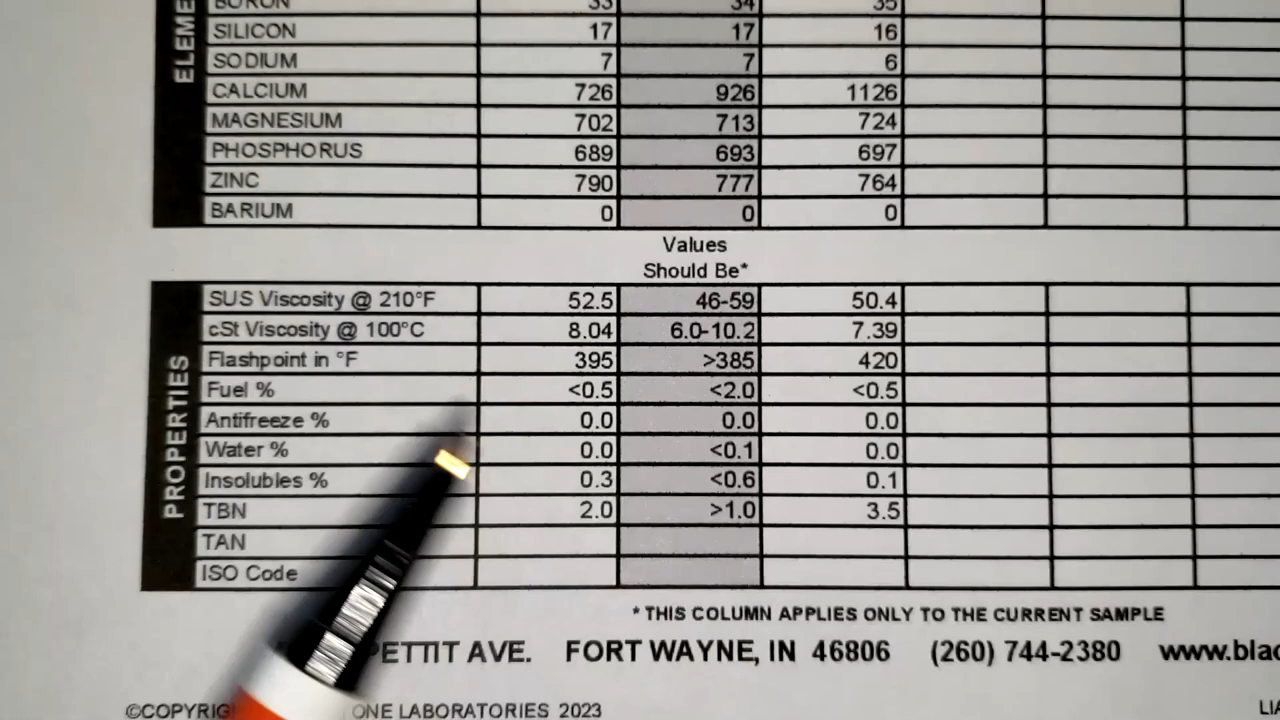 BORON 33 34 35
SILICON 17 17 16
SODIUM 7 7 6
CALCIUM 726 926 1126
MAGNESIUM 702 713 724
PHOSPHORUS 689 693 697
ZINC 790 777 764
BARIUM 0 0 0
ELEME
Values
Should Be*
PROPERTIES
SUS Viscosity @ 210°F 52.5 46-59 50.4
cSt Viscosity @ 100°C 8.04 6.0-10.2 7.39
Flashpoint in °F 395 >385 420
Fuel % <0.5 <2.0 <0.5
Antifreeze % 0.0 0.0 0.0
Water % 0.0 <0.1 0.0
Insolubles % 0.3 <0.6 0.1
TBN 2.0 >1.0 3.5
TAN
ISO Code
* THIS COLUMN APPLIES ONLY TO THE CURRENT SAMPLE
PETTIT AVE. FORT WAYNE, IN 46806 (260) 744-2380 www.blac
©COPYRIG ONE LABORATORIES 2023 LIA